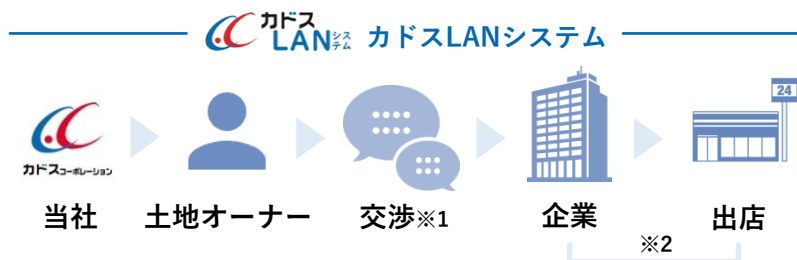 カドス
LANシステム
カドスLANシステム
24
カドスコーポレーション
当社
土地オーナー
交渉※1
企業
出店
※2